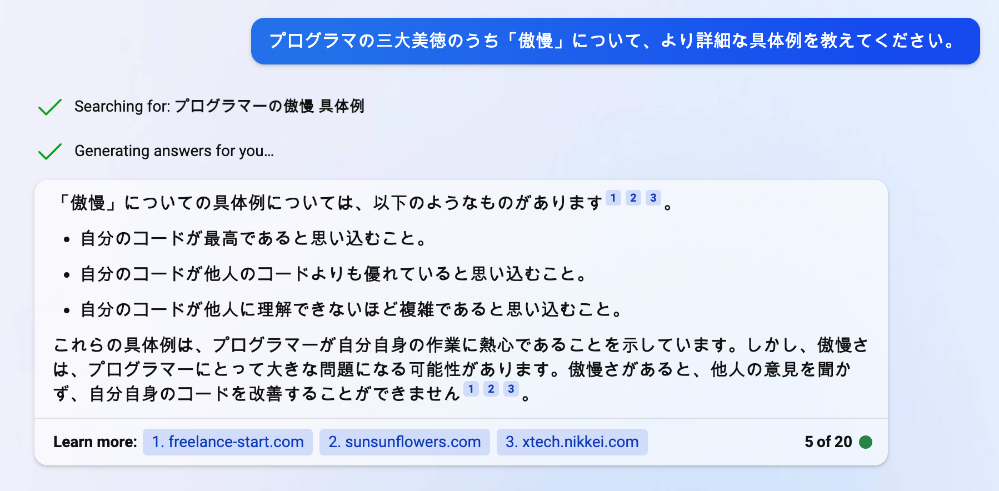 プログラマの三大美徳のうち「傲慢」について、より詳細な具体例を教えてください。
Searching for: プログラマーの傲慢 具体例
Generating answers for you…
「傲慢」についての具体例については、以下のようなものがあります 1 2 3 。
• 自分のコードが最高であると思い込むこと。
• 自分のコードが他人のコードよりも優れていると思い込むこと。
• 自分のコードが他人に理解できないほど複雑であると思い込むこと。
これらの具体例は、プログラマーが自分自身の作業に熱心であることを示しています。しかし、傲慢さ
は、プログラマーにとって大きな問題になる可能性があります。傲慢さがあると、他人の意見を聞か
ず、自分自身のコードを改善することができません 1 2 3 。
Learn more: 1. freelance-start.com 2. sunsunflowers.com 3. xtech.nikkei.com 5 of 20